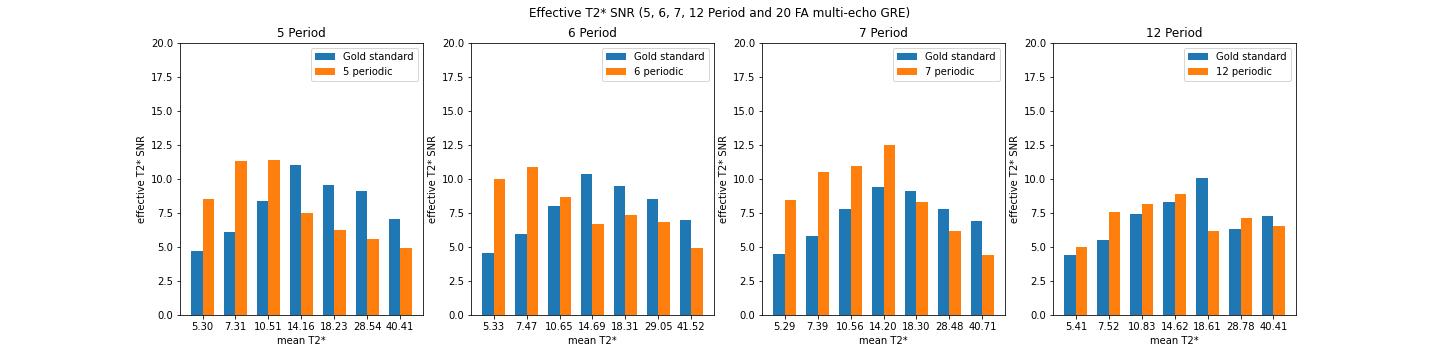 Effective T2* SNR (5, 6, 7, 12 Period and 20 FA multi-echo GRE)
5 Period
20.0
17.5
15.0
12.5
10.0
7.5
5.0
2.5
0.0
effective T2* SNR
Gold standard
5 periodic
5.30 7.31 10.51 14.16 18.23 28.54 40.41
mean T2*
6 Period
20.0
17.5
15.0
12.5
10.0
7.5
5.0
2.5
0.0
effective T2* SNR
Gold standard
6 periodic
5.33 7.47 10.65 14.69 18.31 29.05 41.52
mean T2*
7 Period
20.0
17.5
15.0
12.5
10.0
7.5
5.0
2.5
0.0
effective T2* SNR
Gold standard
7 periodic
5.29 7.39 10.56 14.20 18.30 28.48 40.71
mean T2*
12 Period
20.0
17.5
15.0
12.5
10.0
7.5
5.0
2.5
0.0
effective T2* SNR
Gold standard
12 periodic
5.41 7.52 10.83 14.62 18.61 28.78 40.41
mean T2*